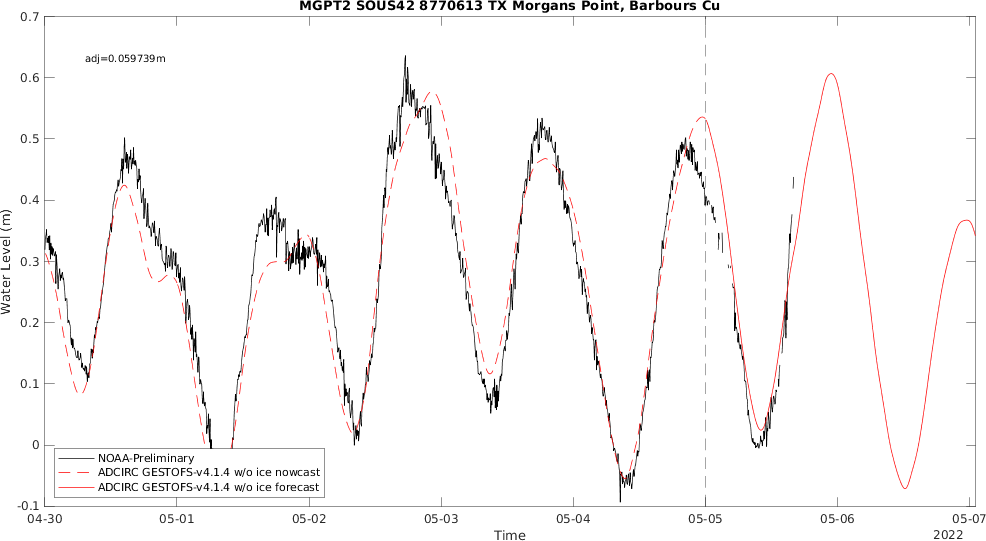 MGPT2 SOUS42 8770613 TX Morgans Point, Barbours Cu
adj=0.059739m
Water Level (m)
0.7
0.6
0.5
0.4
0.3
0.2
0.1
0
-0.1
NOAA-Preliminary
ADCIRC GESTOFS-v4.1.4 w/o ice nowcast
ADCIRC GESTOFS-v4.1.4 w/o ice forecast
04-30 05-01 05-02 05-03 05-04 05-05 05-06 05-07
Time
2022